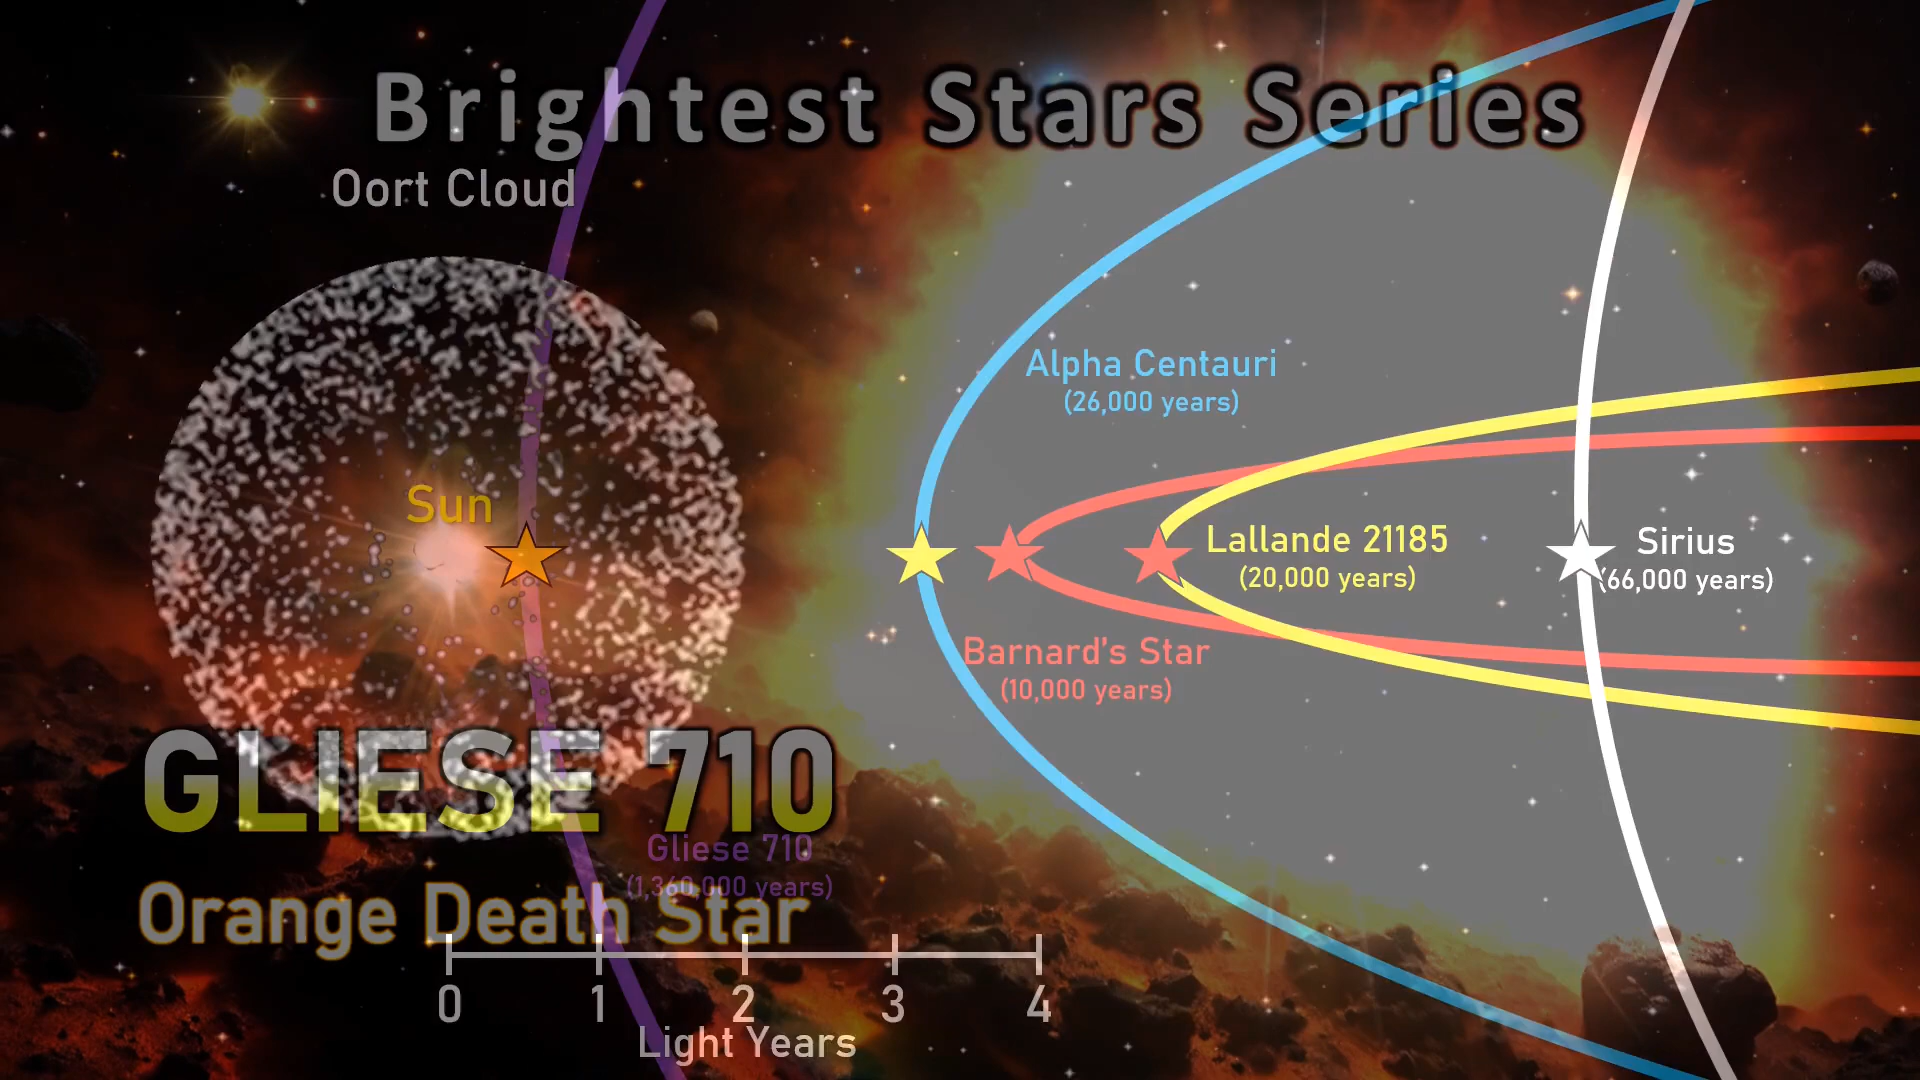 Brightest Stars Series
Oort Cloud
Alpha Centauri
(26,000 years)
Sun
Lallande 21185
(20,000 years)
Sirius
(66,000 years)
Barnard's Star
(10,000 years)
GLIESE 710
Gliese 710
(1,360,000 years)
Orange Death Star
0 1 2 3 4
Light Years